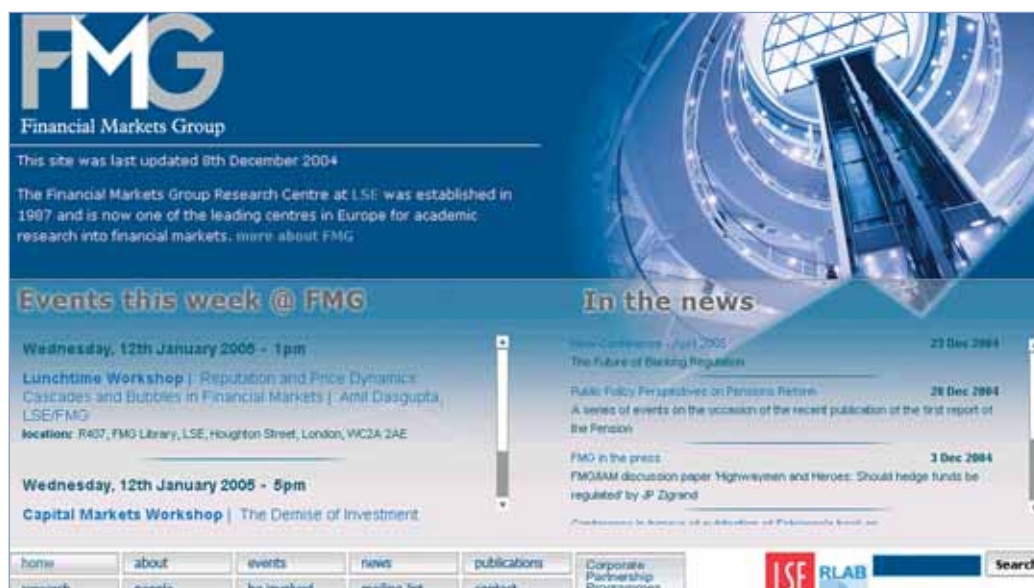 FMG
Financial Markets Group
This site was last updated 8th December 2004
The Financial Markets Group Research Centre at LSE was established in
1987 and is now one of the leading centres in Europe for academic
research into financial markets. more about FMG
Events this week @ FMG
Wednesday, 12th January 2005 - 1pm
Lunchtime Workshop | Reputation and Price Dynamics:
Cascades and Bubbles in Financial Markets | Amil Dasgupta,
LSE/FMG
location: R407, FMG Library, LSE, Houghton Street, London, WC2A 2AE
Wednesday, 12th January 2005 - 5pm
Capital Markets Workshop | The Demise of Investment
In the news
New Conference - April 2005 23 Dec 2004
The Future of Banking Regulation
Public Policy Perspectives on Pensions Reform 20 Dec 2004
A series of events on the occasion of the recent publication of the first report of
the Pension
FMG in the press 3 Dec 2004
FMG/IAM discussion paper 'Highwaymen and Heroes: Should hedge funds be
regulated' by JP Zigrand
home about events news publications Corporate
Partnership
Programmes
research people be involved mailing list contact
LSE RLAB Search